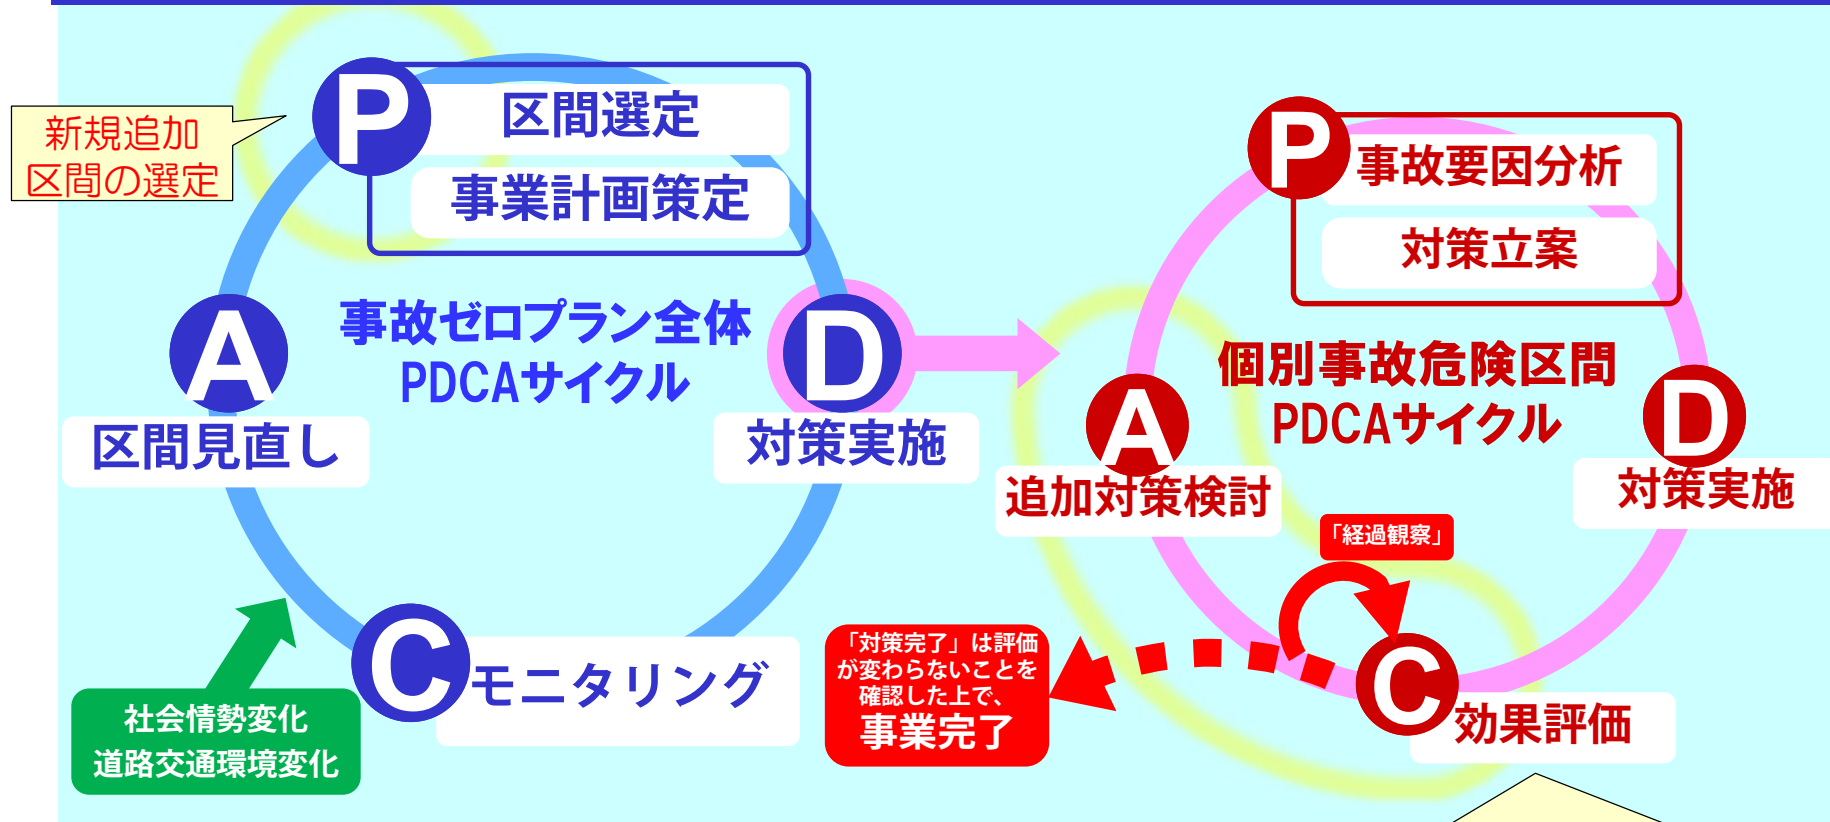 新規追加
区間の選定
P
区間選定
事業計画策定
A
区間見直し
事故ゼロプラン全体
PDCAサイクル
D
対策実施
C
モニタリング
社会情勢変化
道路交通環境変化
P
事故要因分析
対策立案
個別事故危険区間
PDCAサイクル
A
追加対策検討
D
対策実施
「経過観察」
「対策完了」は評価
が変わらないことを
確認した上で、
事業完了
C
効果評価